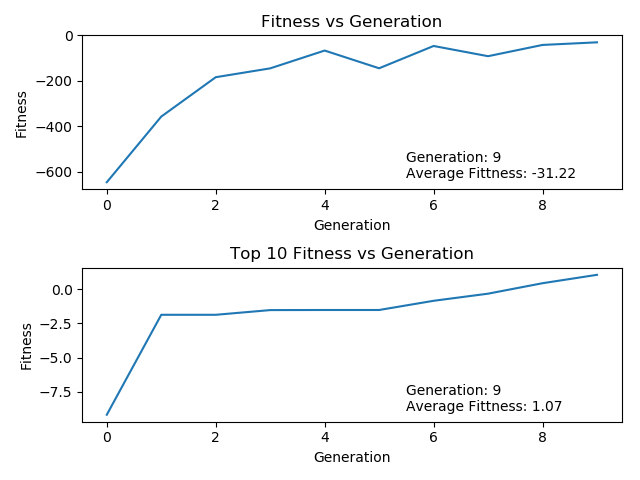 Fitness vs Generation
0
−200
−400
−600
Fitness
Generation: 9
Average Fittness: -31.22
0 2 4 6 8
Generation
Top 10 Fitness vs Generation
0.0
−2.5
−5.0
−7.5
Fitness
Generation: 9
Average Fittness: 1.07
0 2 4 6 8
Generation